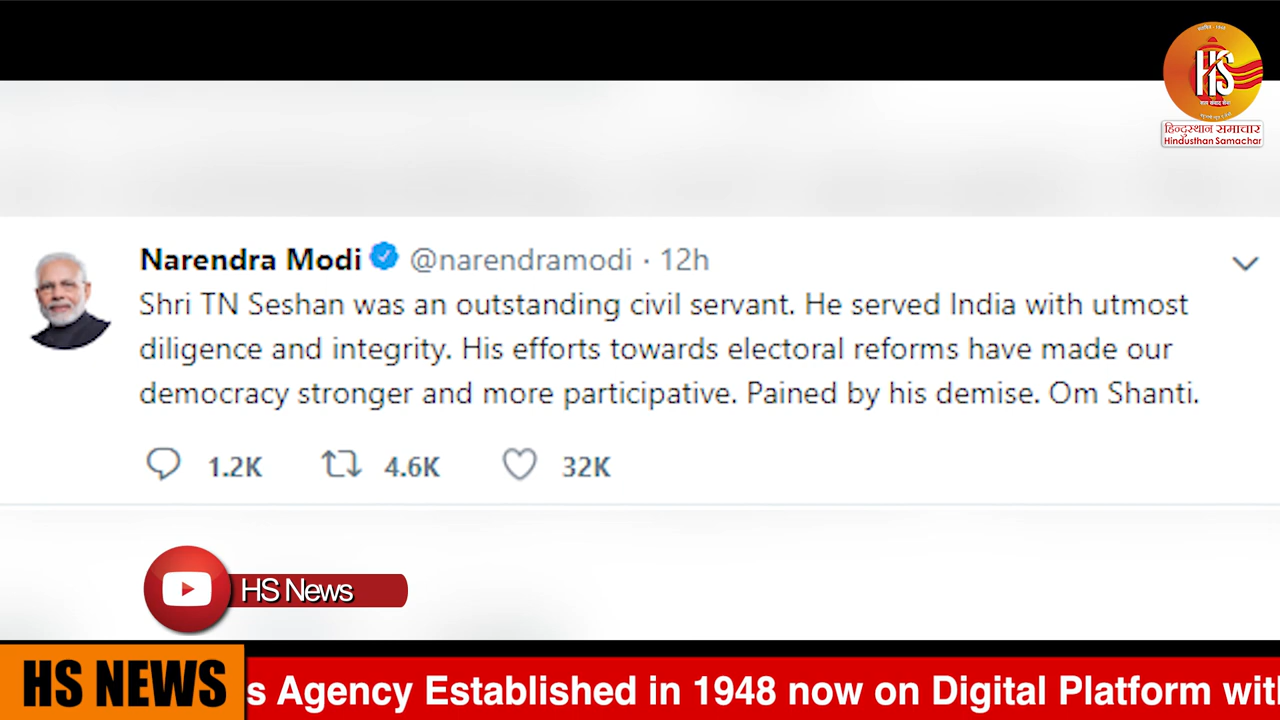 HS
हिन्दुस्थान समाचार
Hindusthan Samachar
Narendra Modi @narendramodi · 12h
Shri TN Seshan was an outstanding civil servant. He served India with utmost
diligence and integrity. His efforts towards electoral reforms have made our
democracy stronger and more participative. Pained by his demise. Om Shanti.
1.2K 4.6K 32K
HS News
HS NEWS
s Agency Established in 1948 now on Digital Platform wit